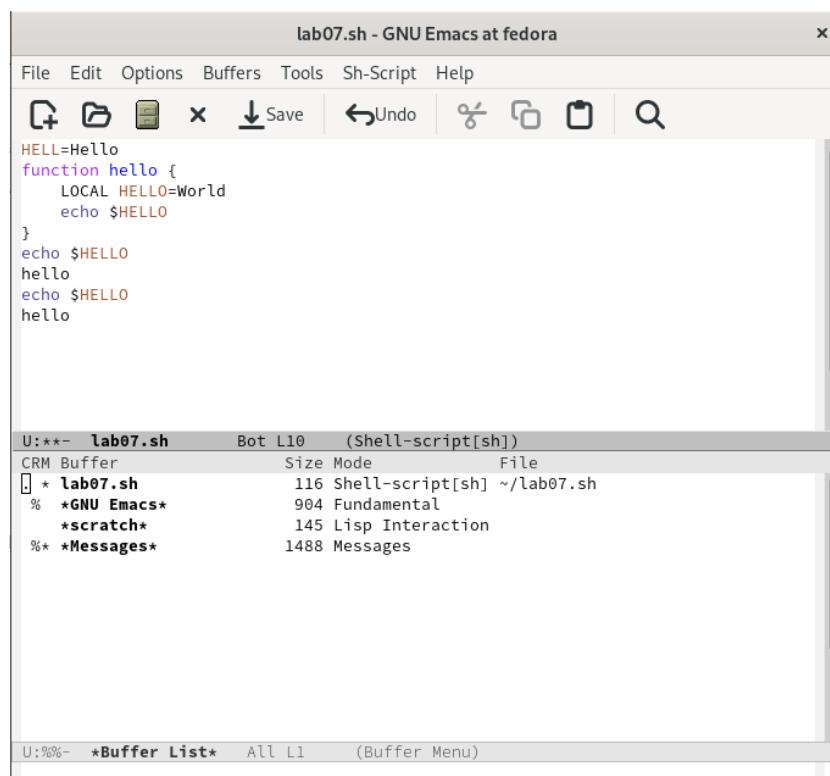 lab07.sh - GNU Emacs at fedora ×
File Edit Options Buffers Tools Sh-Script Help
Save Undo
HELL=Hello
function hello {
    LOCAL HELLO=World
    echo $HELLO
}
echo $HELLO
hello
echo $HELLO
hello
U:**-  lab07.sh       Bot L10    (Shell-script[sh])
CRM Buffer                 Size Mode             File
. * lab07.sh                116 Shell-script[sh] ~/lab07.sh
 %  *GNU Emacs*             904 Fundamental
    *scratch*               145 Lisp Interaction
 %* *Messages*             1488 Messages
U:%%-  *Buffer List*   All L1     (Buffer Menu)